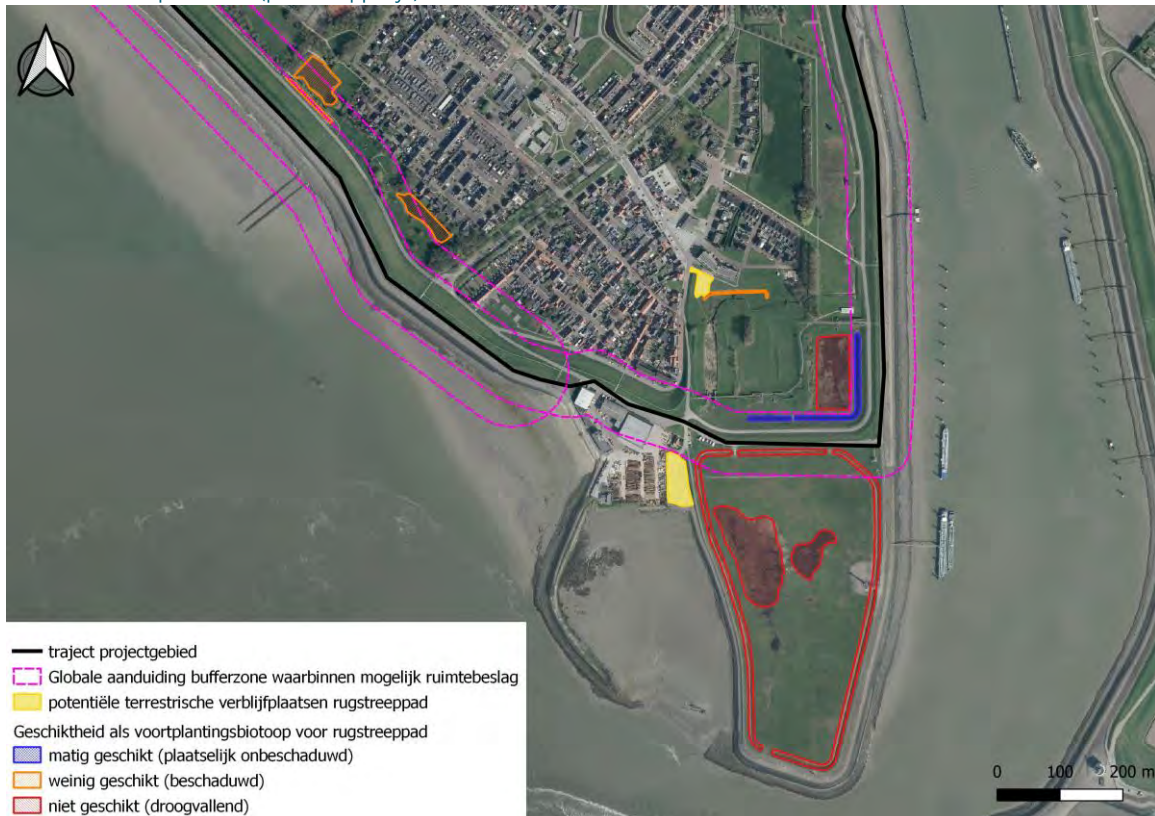 traject projectgebied
Globale aanduiding bufferzone waarbinnen mogelijk ruimtebeslag
potentiële terrestrische verblijfplaatsen rugstreeppad
Geschiktheid als voortplantingsbiotoop voor rugstreeppad
matig geschikt (plaatselijk onbeschaduwd)
weinig geschikt (beschaduwd)
niet geschikt (droogvallend)
0 100 200 m